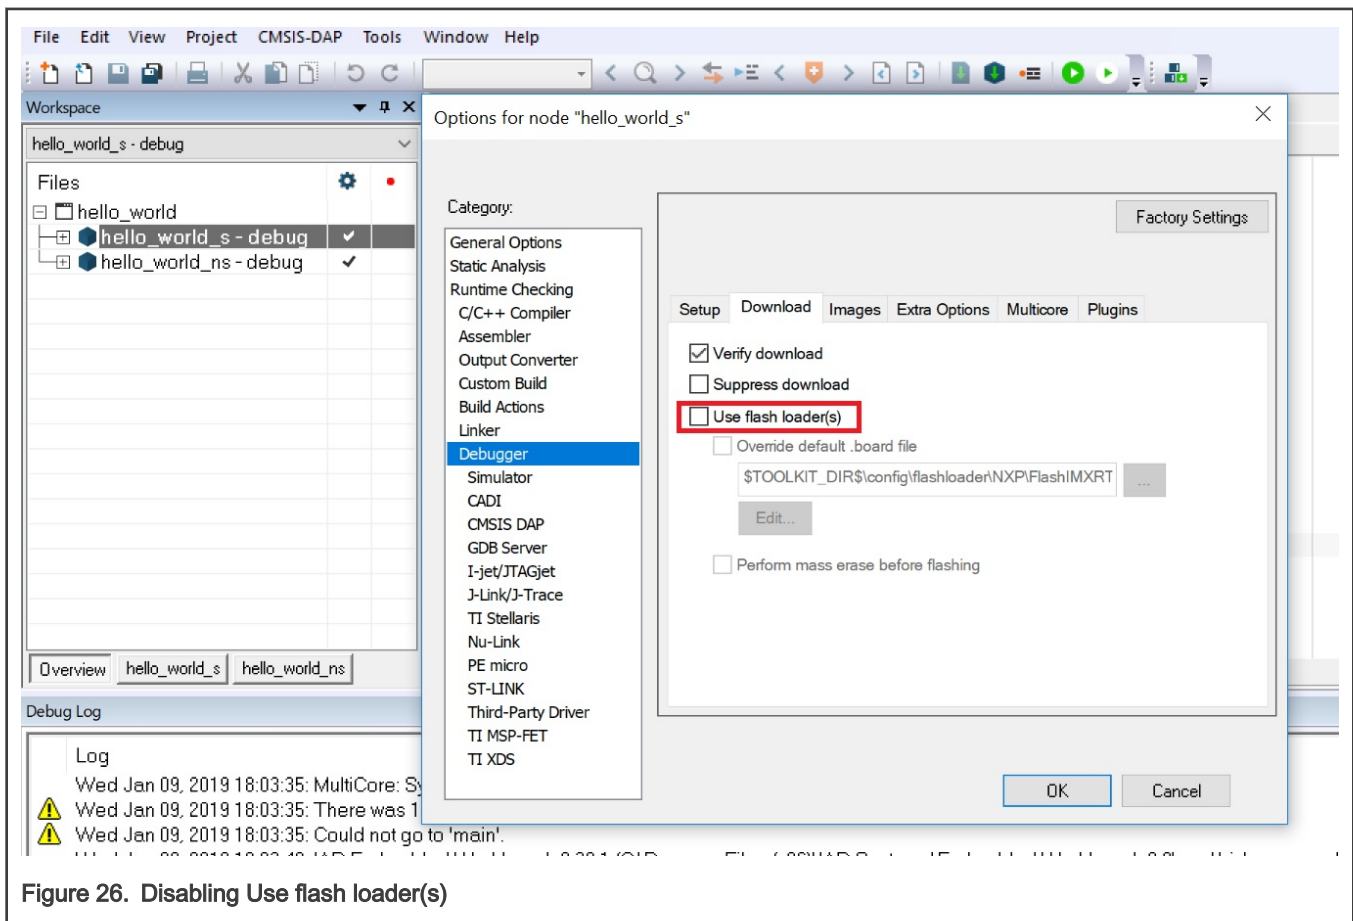 File Edit View Project CMSIS-DAP Tools Window Help
Workspace
hello_world_s - debug
Files
hello_world
hello_world_s - debug
hello_world_ns - debug
Overview hello_world_s hello_world_ns
Options for node "hello_world_s"
Category:
General Options
Static Analysis
Runtime Checking
C/C++ Compiler
Assembler
Output Converter
Custom Build
Build Actions
Linker
Debugger
Simulator
CADI
CMSIS DAP
GDB Server
I-jet/JTAGjet
J-Link/J-Trace
TI Stellaris
Nu-Link
PE micro
ST-LINK
Third-Party Driver
TI MSP-FET
TI XDS
Factory Settings
Setup Download Images Extra Options Multicore Plugins
Verify download
Suppress download
Use flash loader(s)
Override default .board file
$TOOLKIT_DIR$\config\flashloader\NXP\FlashIMXRT ...
Edit...
Perform mass erase before flashing
OK Cancel
Debug Log
Log
Wed Jan 09, 2019 18:03:35: MultiCore: Sy
Wed Jan 09, 2019 18:03:35: There was 1
Wed Jan 09, 2019 18:03:35: Could not go to 'main'.
Figure 26. Disabling Use flash loader(s)